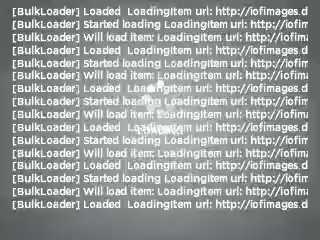 [BulkLoader] Loaded LoadingItem url: http://iofimages.d
[BulkLoader] Started loading LoadingItem url: http://iofir
[BulkLoader] Will load item: LoadingItem url: http://iofima
[BulkLoader] Loaded LoadingItem url: http://iofimages.d
[BulkLoader] Started loading LoadingItem url: http://iofir
[BulkLoader] Will load item: LoadingItem url: http://iofima
[BulkLoader] Loaded LoadingItem url: http://iofimages.d
[BulkLoader] Started loading LoadingItem url: http://iofir
[BulkLoader] Will load item: LoadingItem url: http://iofima
[BulkLoader] Loaded LoadingItem url: http://iofimages.d
[BulkLoader] Started loading LoadingItem url: http://iofir
[BulkLoader] Will load item: LoadingItem url: http://iofima
[BulkLoader] Loaded LoadingItem url: http://iofimages.d
[BulkLoader] Started loading LoadingItem url: http://iofir
[BulkLoader] Will load item: LoadingItem url: http://iofima
[BulkLoader] Loaded LoadingItem url: http://iofimages.d